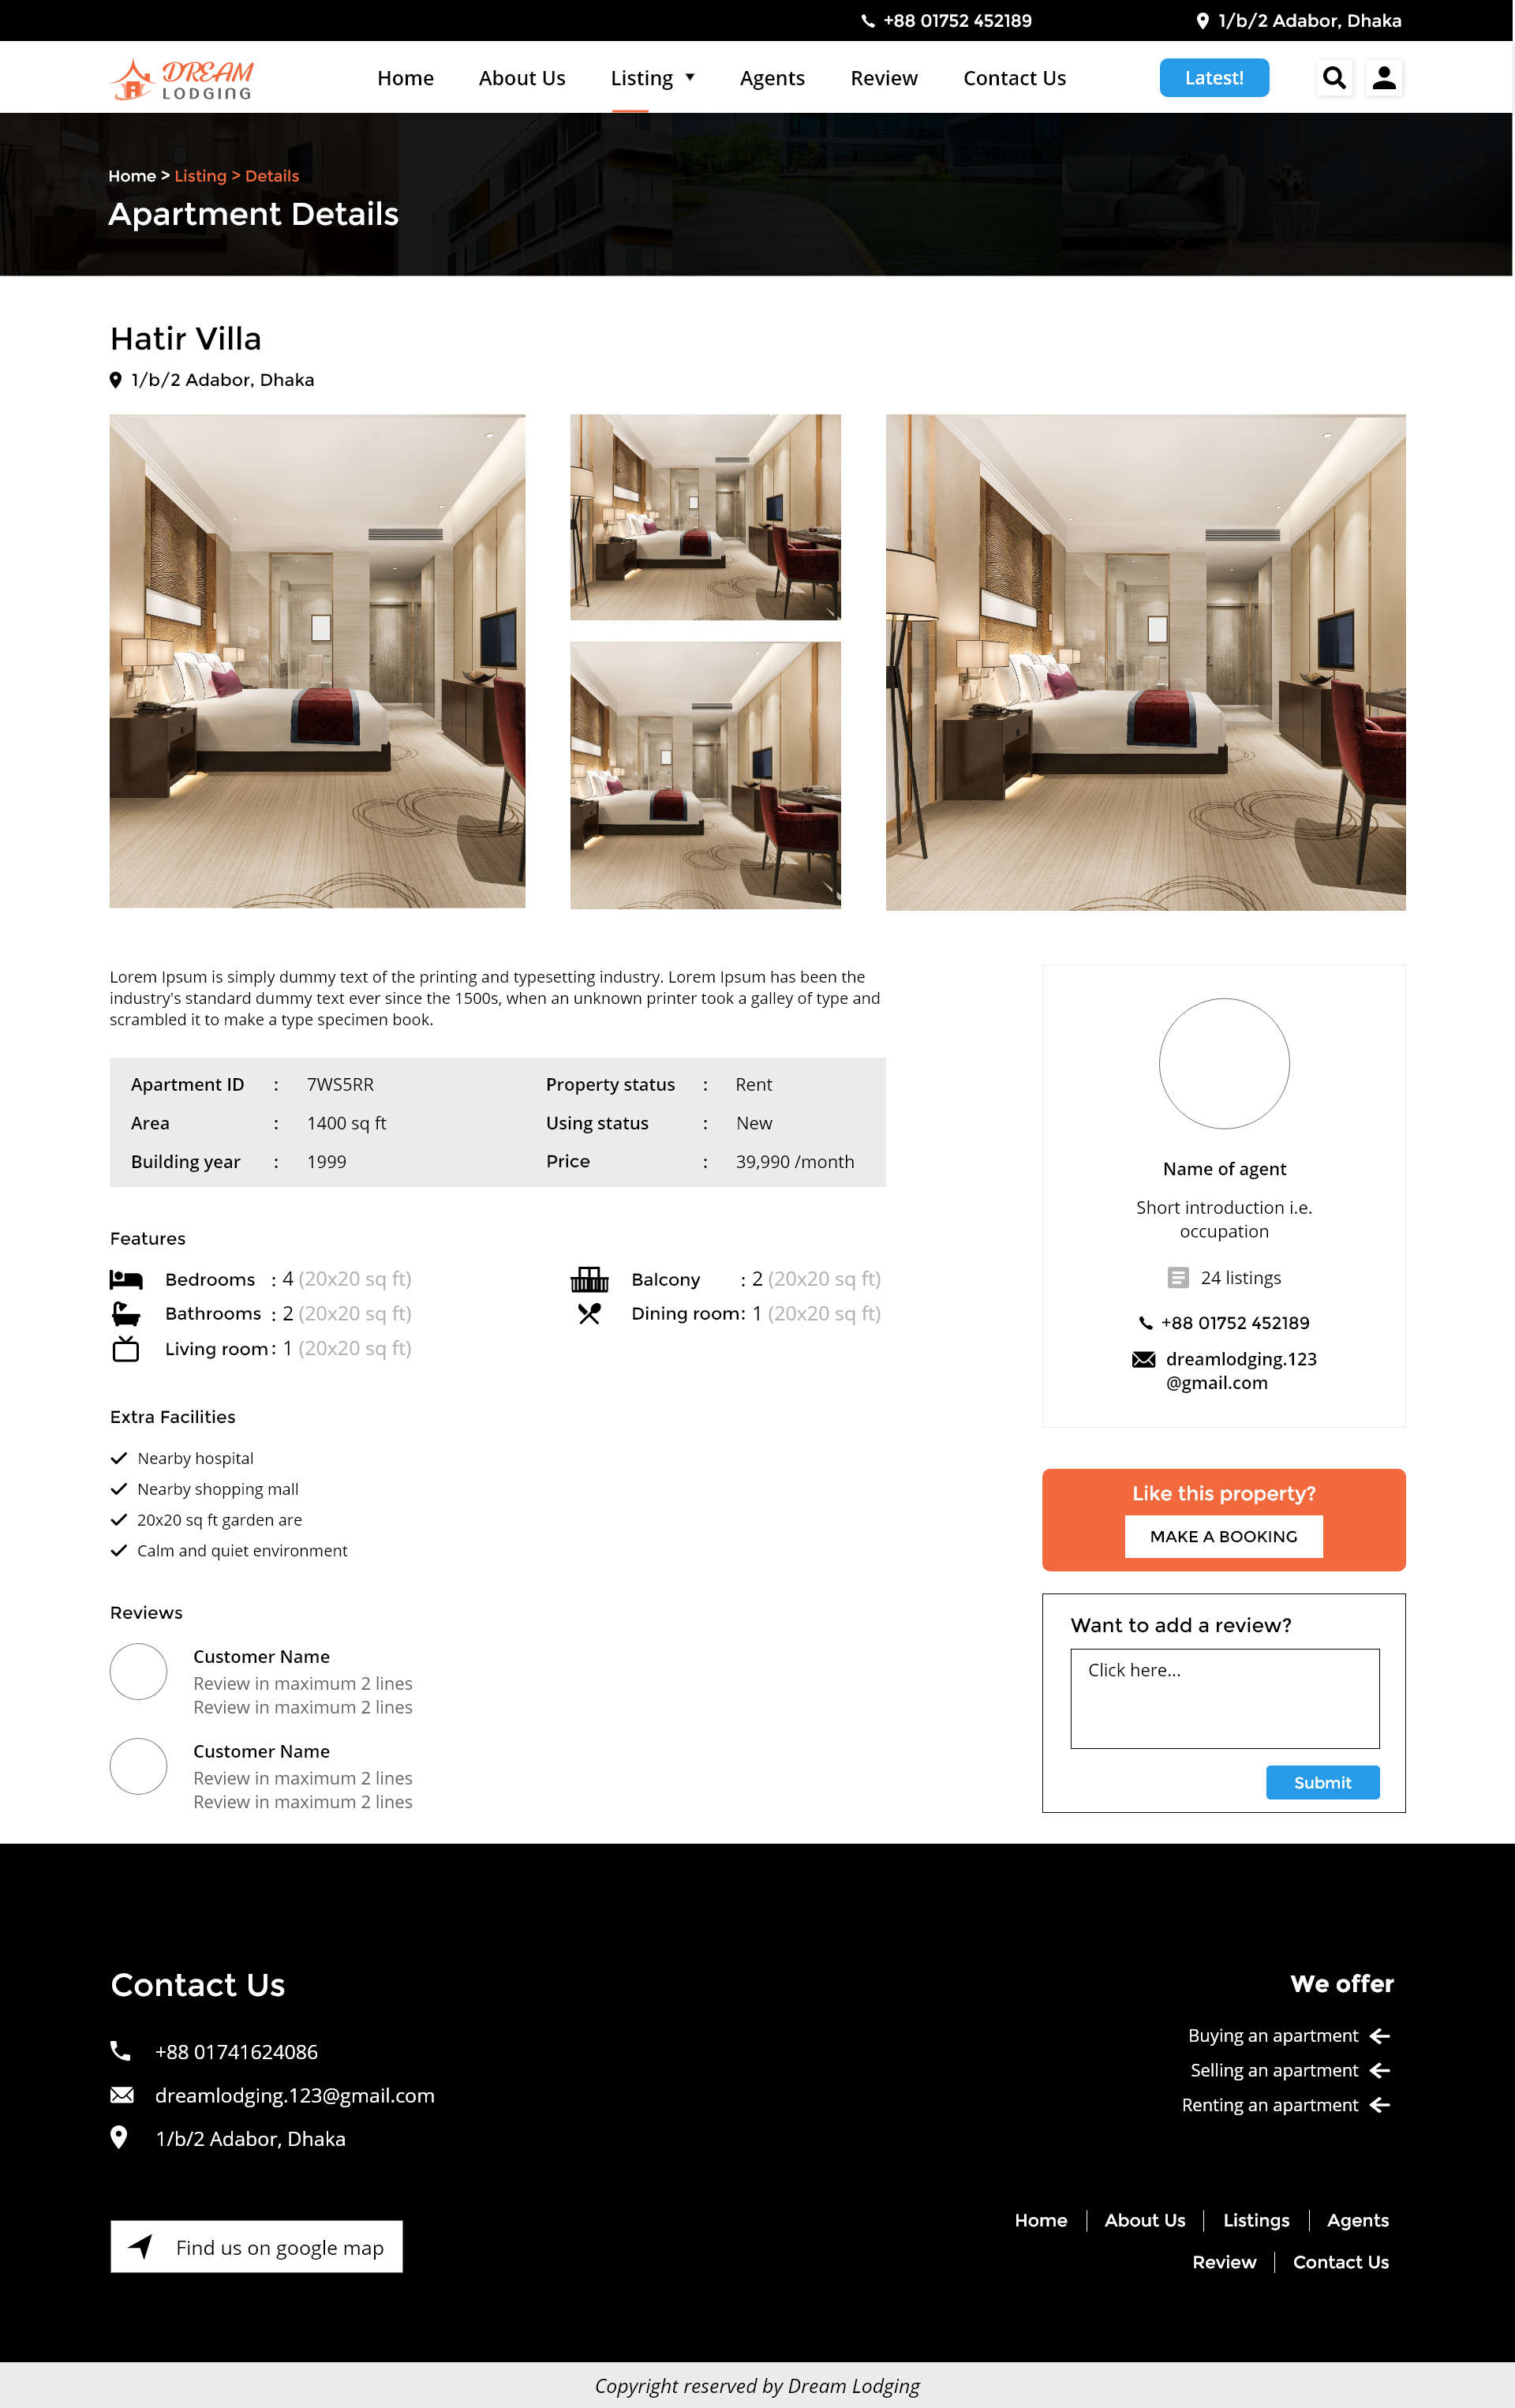 +88 01752 452189
1/b/2 Adabor, Dhaka
DREAM
LODGING
Home
About Us
Listing
Agents
Review
Contact Us
Latest!
Home > Listing > Details
Apartment Details
Hatir Villa
1/b/2 Adabor, Dhaka
Lorem Ipsum is simply dummy text of the printing and typesetting industry. Lorem Ipsum has been the
industry's standard dummy text ever since the 1500s, when an unknown printer took a galley of type and
scrambled it to make a type specimen book.
Apartment ID : 7WS5RR
Area : 1400 sq ft
Building year : 1999
Property status : Rent
Using status : New
Price : 39,990 /month
Features
Bedrooms : 4 (20x20 sq ft)
Bathrooms : 2 (20x20 sq ft)
Living room : 1 (20x20 sq ft)
Balcony : 2 (20x20 sq ft)
Dining room : 1 (20x20 sq ft)
Extra Facilities
Nearby hospital
Nearby shopping mall
20x20 sq ft garden are
Calm and quiet environment
Reviews
Customer Name
Review in maximum 2 lines
Review in maximum 2 lines
Customer Name
Review in maximum 2 lines
Review in maximum 2 lines
Name of agent
Short introduction i.e.
occupation
24 listings
+88 01752 452189
dreamlodging.123
@gmail.com
Like this property?
MAKE A BOOKING
Want to add a review?
Click here...
Submit
Contact Us
+88 01741624086
dreamlodging.123@gmail.com
1/b/2 Adabor, Dhaka
Find us on google map
We offer
Buying an apartment
Selling an apartment
Renting an apartment
Home | About Us | Listings | Agents
Review | Contact Us
Copyright reserved by Dream Lodging